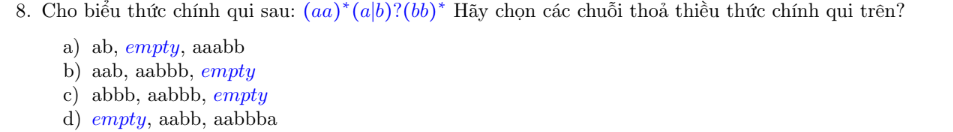 8. Cho biểu thức chính qui sau: (aa)*(a|b)?(bb)* Hãy chọn các chuỗi thoả thiều thức chính qui trên?
a) ab, empty, aaabb
b) aab, aabbb, empty
c) abbb, aabbb, empty
d) empty, aabb, aabbba